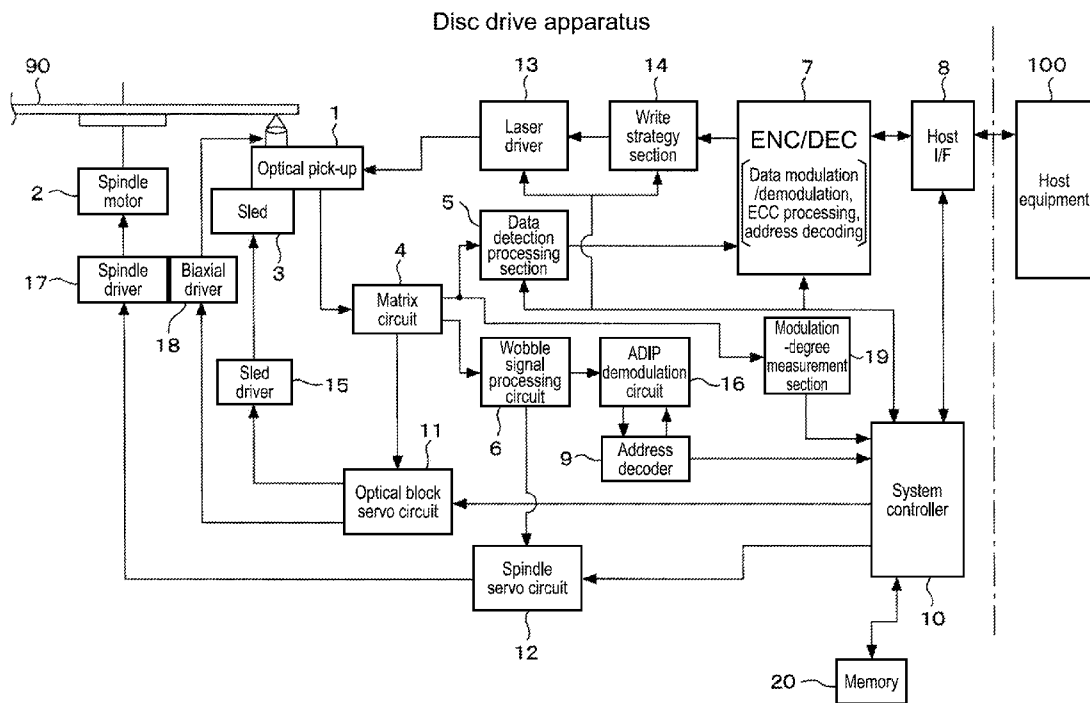 Disc drive apparatus
90
1
13
14
7
8
100
Laser
driver
Write
strategy
section
ENC/DEC
Data modulation
/demodulation,
ECC processing,
address decoding
Host
I/F
Host
equipment
Optical pick-up
2
Spindle
motor
Sled
3
5
Data
detection
processing
section
4
Matrix
circuit
17
Spindle
driver
Biaxial
driver
18
Modulation
-degree
measurement
section
19
Wobble
signal
processing
circuit
6
ADIP
demodulation
circuit
16
Sled
driver
15
9
Address
decoder
11
Optical block
servo circuit
System
controller
10
Spindle
servo circuit
12
20
Memory